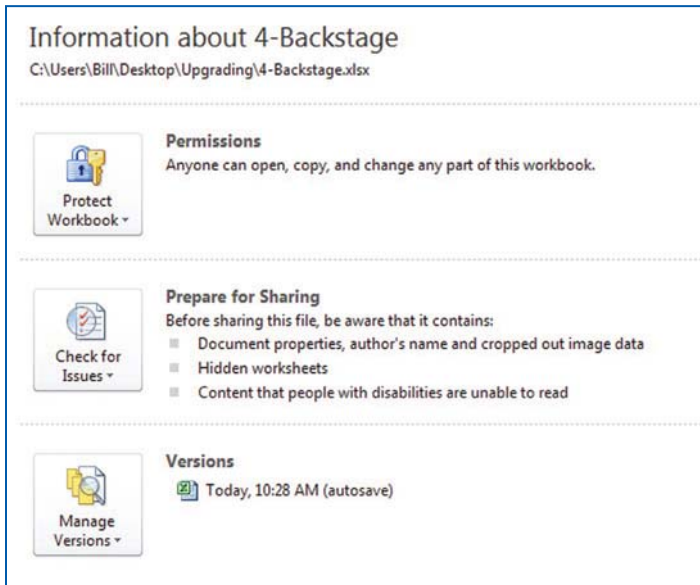 Information about 4-Backstage
C:\Users\Bill\Desktop\Upgrading\4-Backstage.xlsx
Protect
Workbook
Permissions
Anyone can open, copy, and change any part of this workbook.
Check for
Issues
Prepare for Sharing
Before sharing this file, be aware that it contains:
Document properties, author's name and cropped out image data
Hidden worksheets
Content that people with disabilities are unable to read
Manage
Versions
Versions
Today, 10:28 AM (autosave)